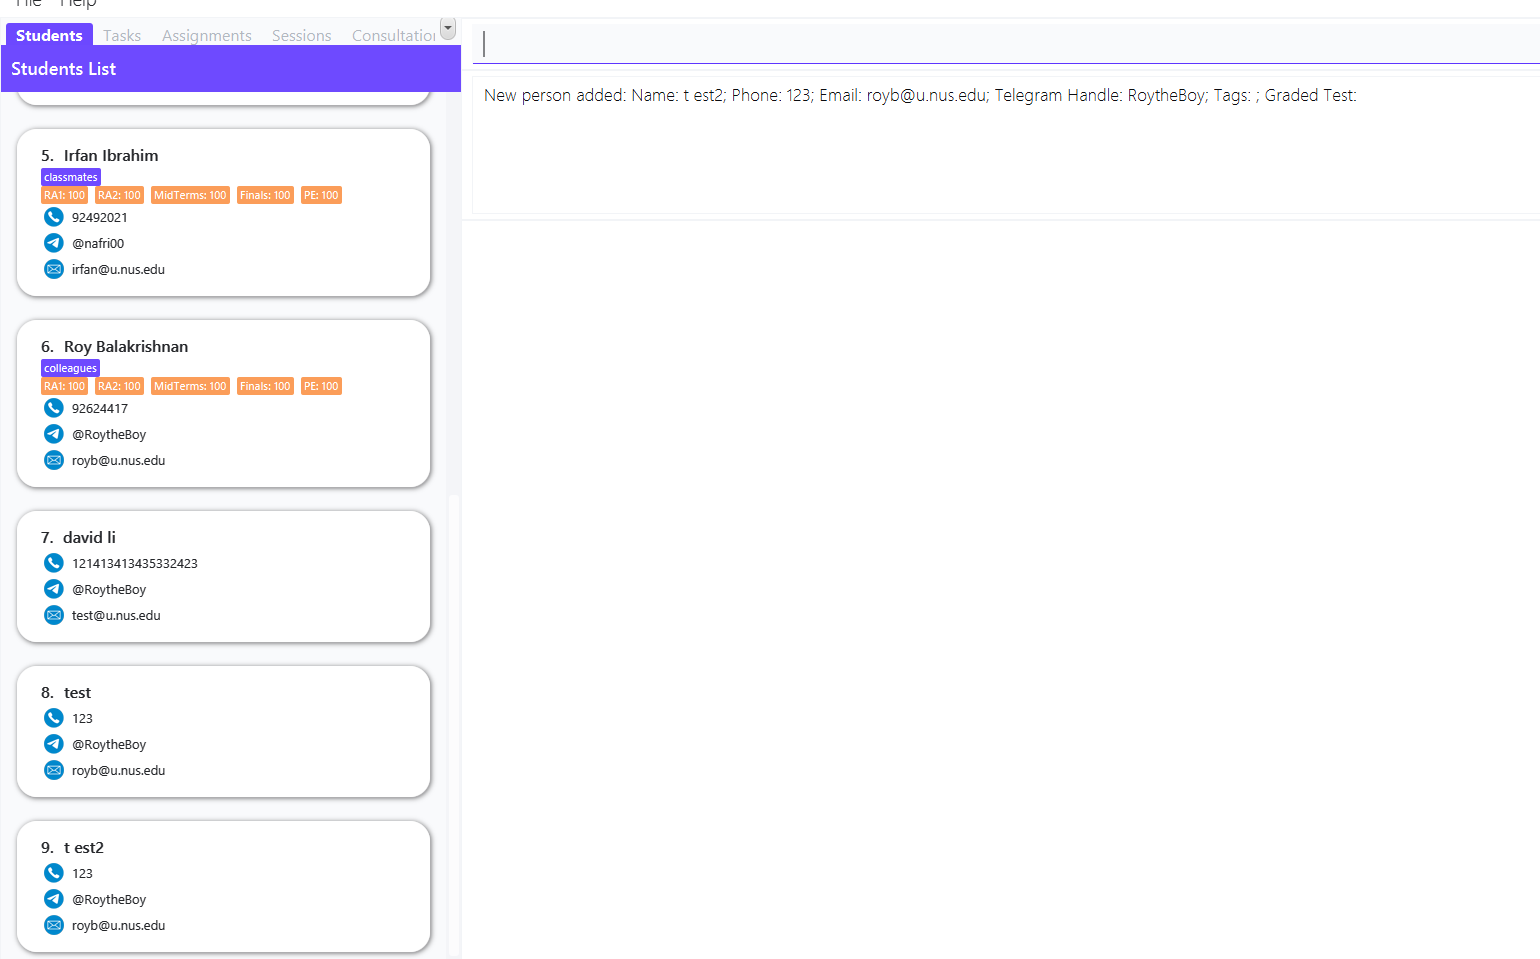 File Help
Students Tasks Assignments Sessions Consultation
Students List
5. Irfan Ibrahim
classmates
RA1: 100 RA2: 100 MidTerms: 100 Finals: 100 PE: 100
92492021
@nafri00
irfan@u.nus.edu
6. Roy Balakrishnan
colleagues
RA1: 100 RA2: 100 MidTerms: 100 Finals: 100 PE: 100
92624417
@RoytheBoy
royb@u.nus.edu
7. david li
121413413435332423
@RoytheBoy
test@u.nus.edu
8. test
123
@RoytheBoy
royb@u.nus.edu
9. t est2
123
@RoytheBoy
royb@u.nus.edu
New person added: Name: t est2; Phone: 123; Email: royb@u.nus.edu; Telegram Handle: RoytheBoy; Tags: ; Graded Test: